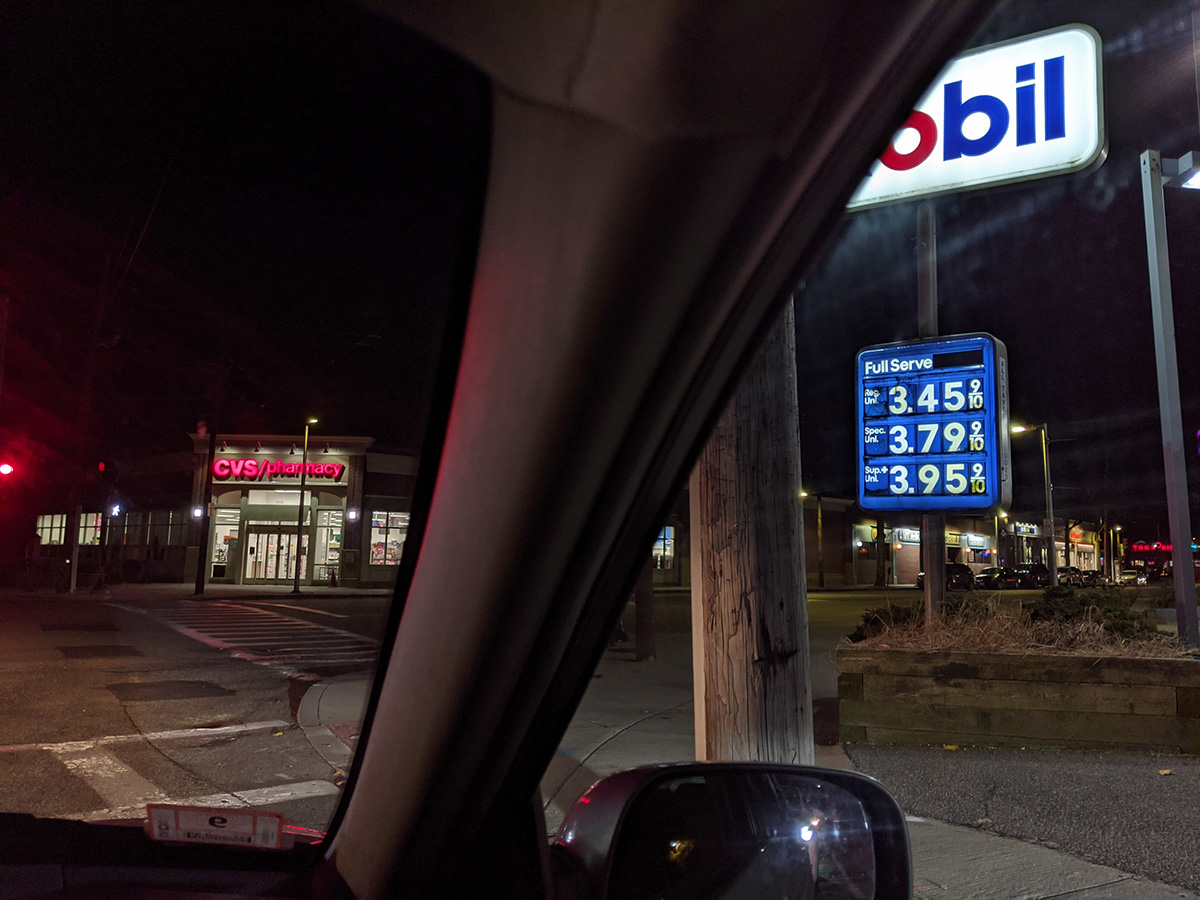 obil
Full Serve
Reg.
Unl.
3.45 9/10
Spec.
Unl.
3.79 9/10
Sup.+
Unl.
3.95 9/10
CVS/pharmacy
e